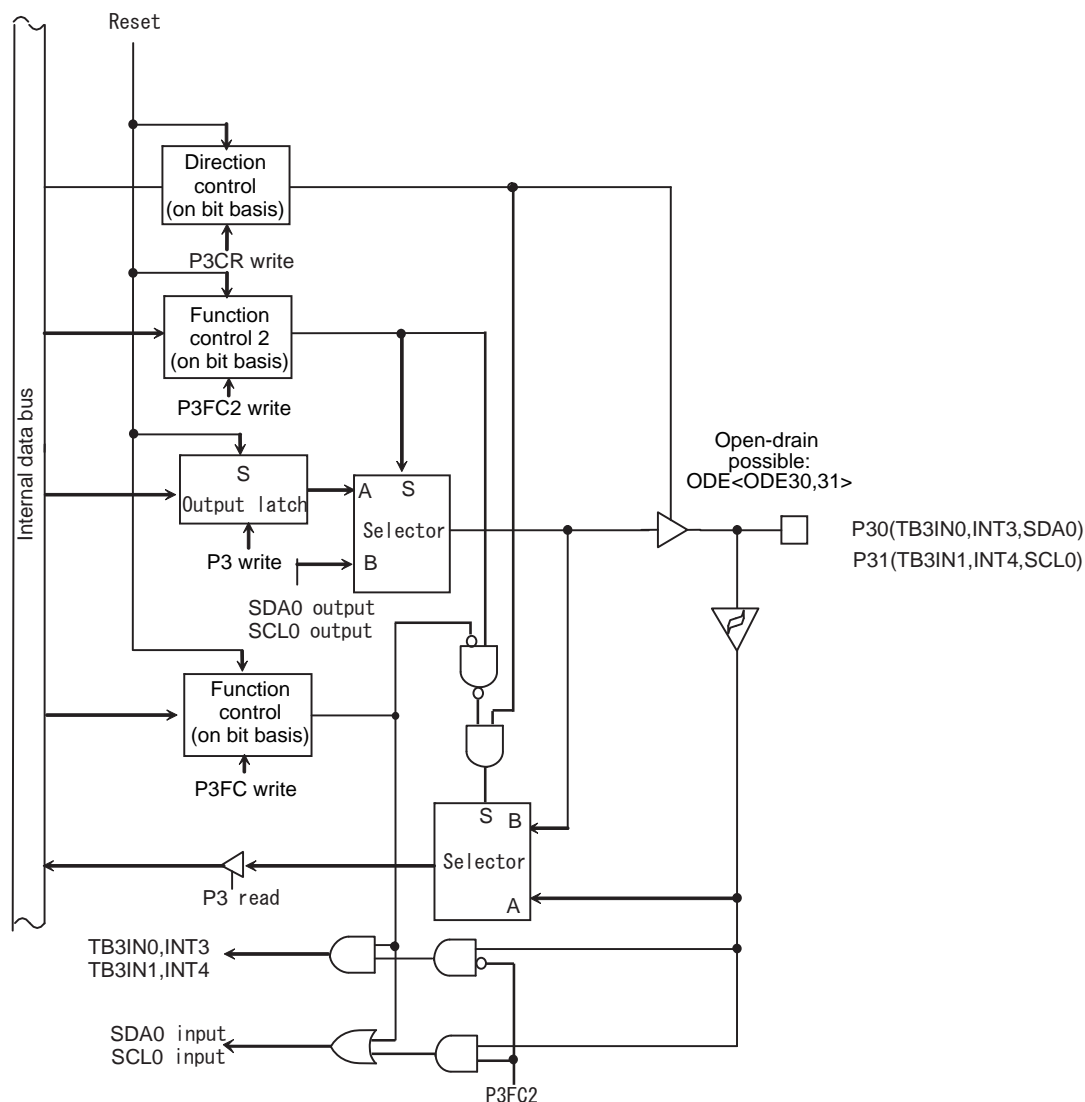 Reset
Direction
control
(on bit basis)
P3CR write
Function
control 2
(on bit basis)
P3FC2 write
Internal data bus
S
Output latch
P3 write
A
S
Selector
B
SDA0 output
SCL0 output
Open-drain
possible:
ODE<ODE30,31>
P30(TB3IN0,INT3,SDA0)
P31(TB3IN1,INT4,SCL0)
Function
control
(on bit basis)
P3FC write
S
B
Selector
A
P3 read
TB3IN0,INT3
TB3IN1,INT4
SDA0 input
SCL0 input
P3FC2